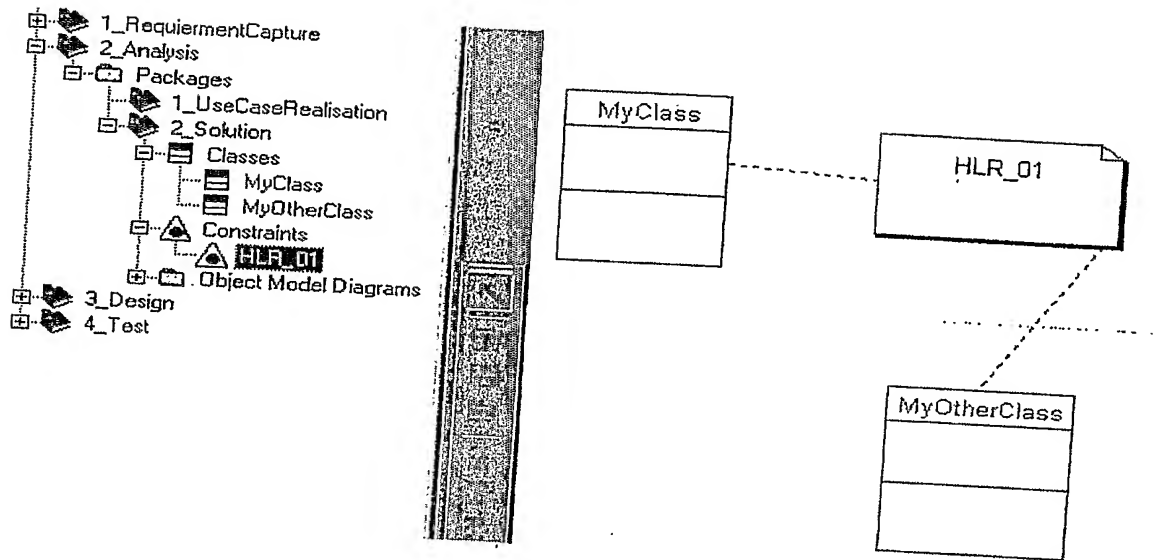 1_RequiermentCapture
2_Analysis
Packages
1_UseCaseRealisation
2_Solution
Classes
MyClass
MyOtherClass
Constraints
HLR_01
Object Model Diagrams
3_Design
4_Test
MyClass
HLR_01
MyOtherClass